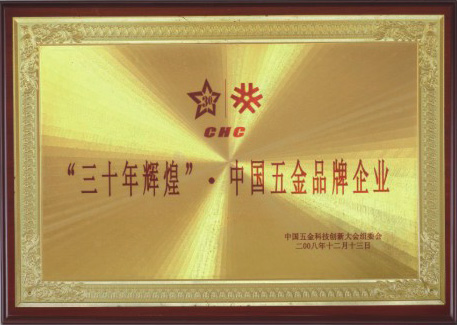 30
CHC
“三十年辉煌”·中国五金品牌企业
中国五金科技创新大会组委会
二00八年十二月十三日